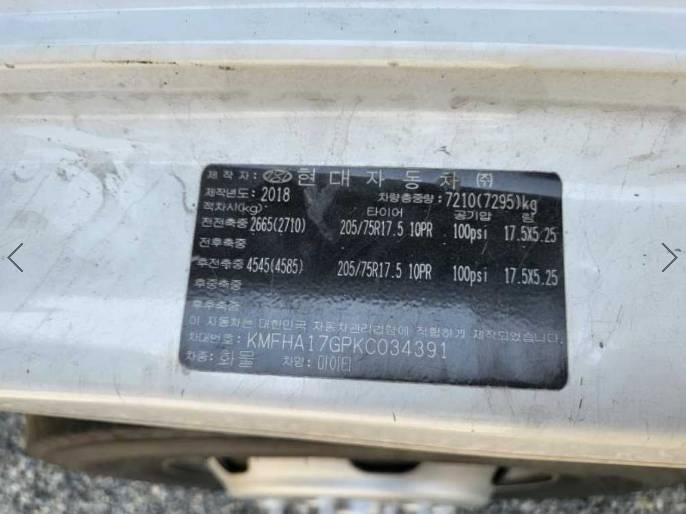 제작자: 현대자동차(주)
제작년도: 2018 차량총중량: 7210(7295)kg
적차시(kg) 타이어 공기압 림
전전축중 2665(2710) 205/75R17.5 10PR 100psi 17.5X5.25
전후축중
후전축중 4545(4585) 205/75R17.5 10PR 100psi 17.5X5.25
후중축중
후후축중
이 자동차는 대한민국 자동차관리법령에 적합하게 제작되었음
차대번호: KMFHA17GPKC034391
차종: 화물 차명: 마이티